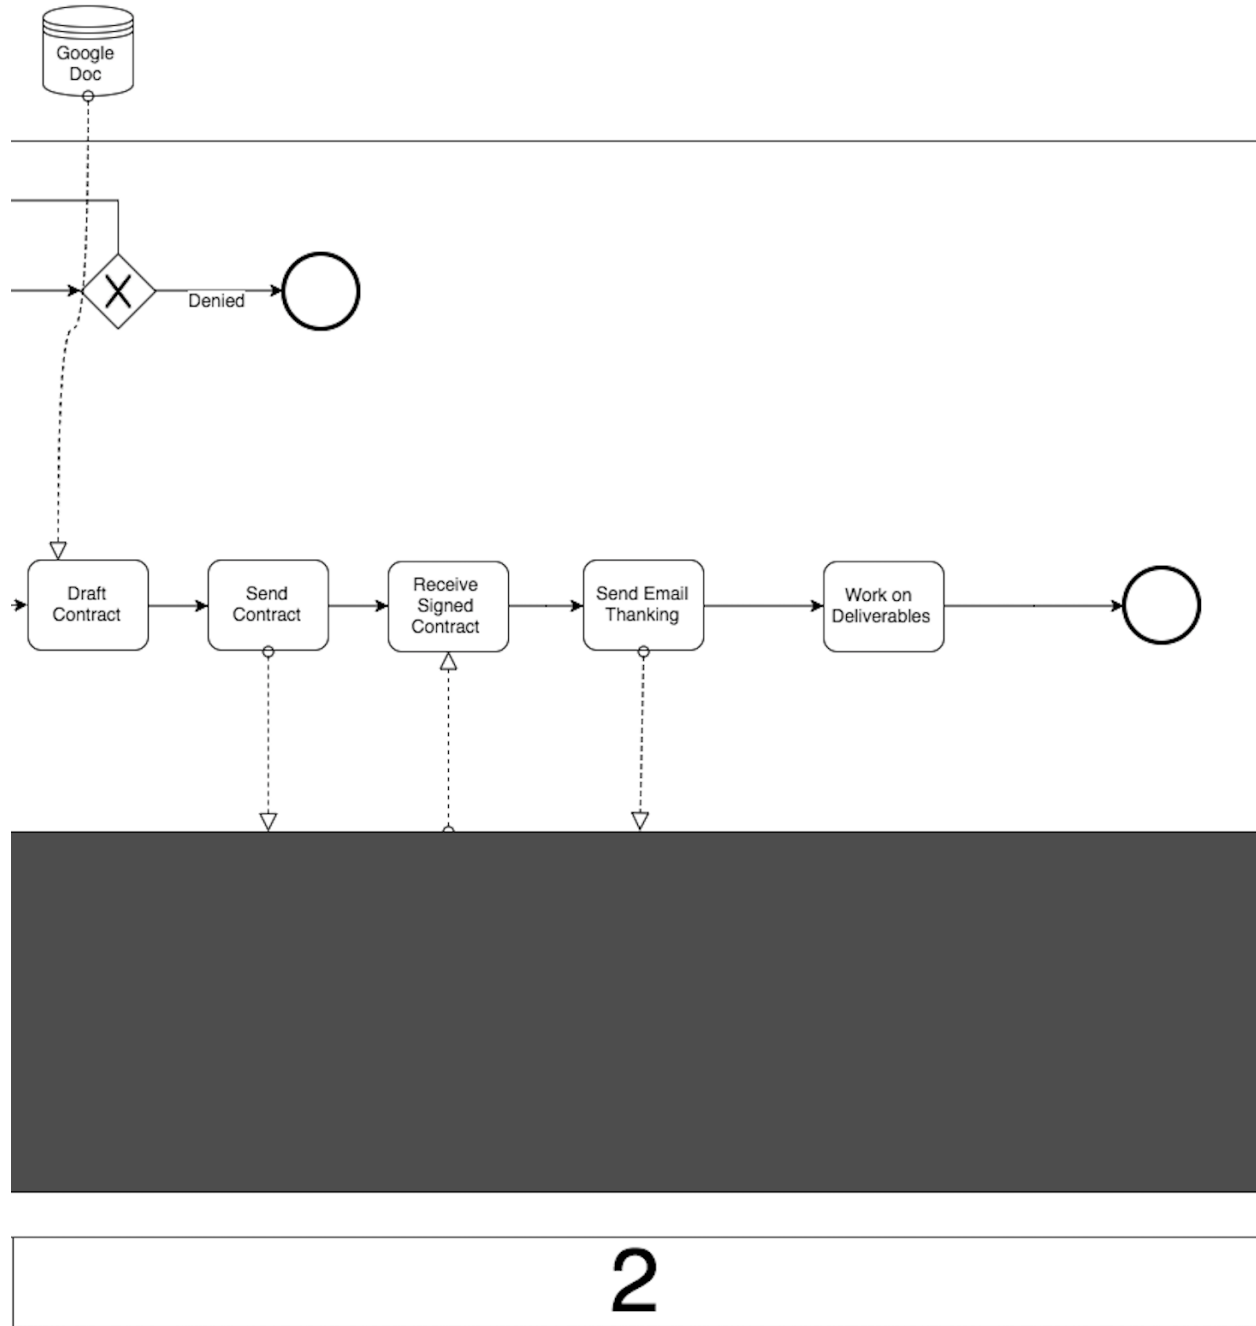 Google
Doc
Denied
Draft
Contract
Send
Contract
Receive
Signed
Contract
Send Email
Thanking
Work on
Deliverables
2